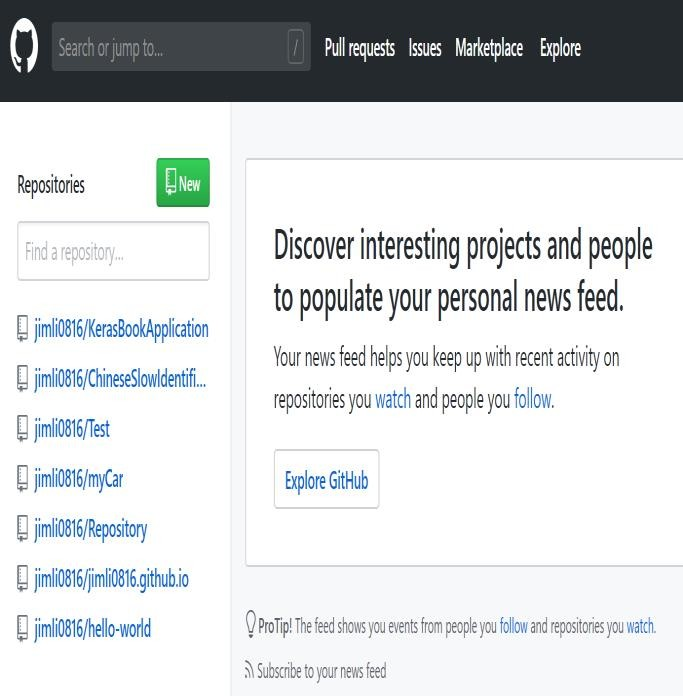 Search or jump to... /
Pull requests Issues Marketplace Explore
Repositories
New
Find a repository...
jimli0816/KerasBookApplication
jimli0816/ChineseSlowIdentifi...
jimli0816/Test
jimli0816/myCar
jimli0816/Repository
jimli0816/jimli0816.github.io
jimli0816/hello-world
Discover interesting projects and people
to populate your personal news feed.
Your news feed helps you keep up with recent activity on
repositories you watch and people you follow.
Explore GitHub
ProTip! The feed shows you events from people you follow and repositories you watch.
Subscribe to your news feed